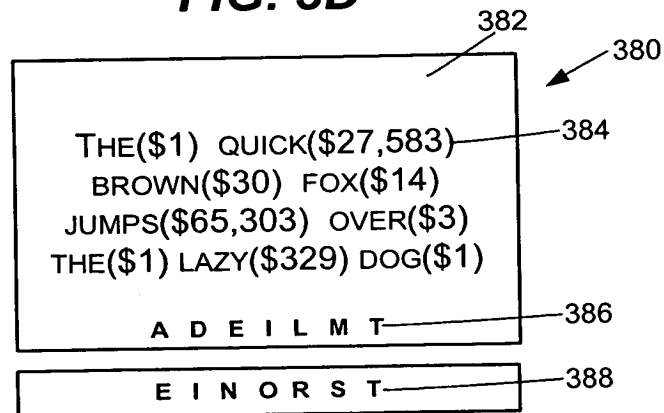 FIG.
382
380
THE($1) QUICK($27,583)
384
BROWN($30) FOX($14)
JUMPS($65,303) OVER($3)
THE($1) LAZY($329) DOG($1)
A D E I L M T
386
E I N O R S T
388